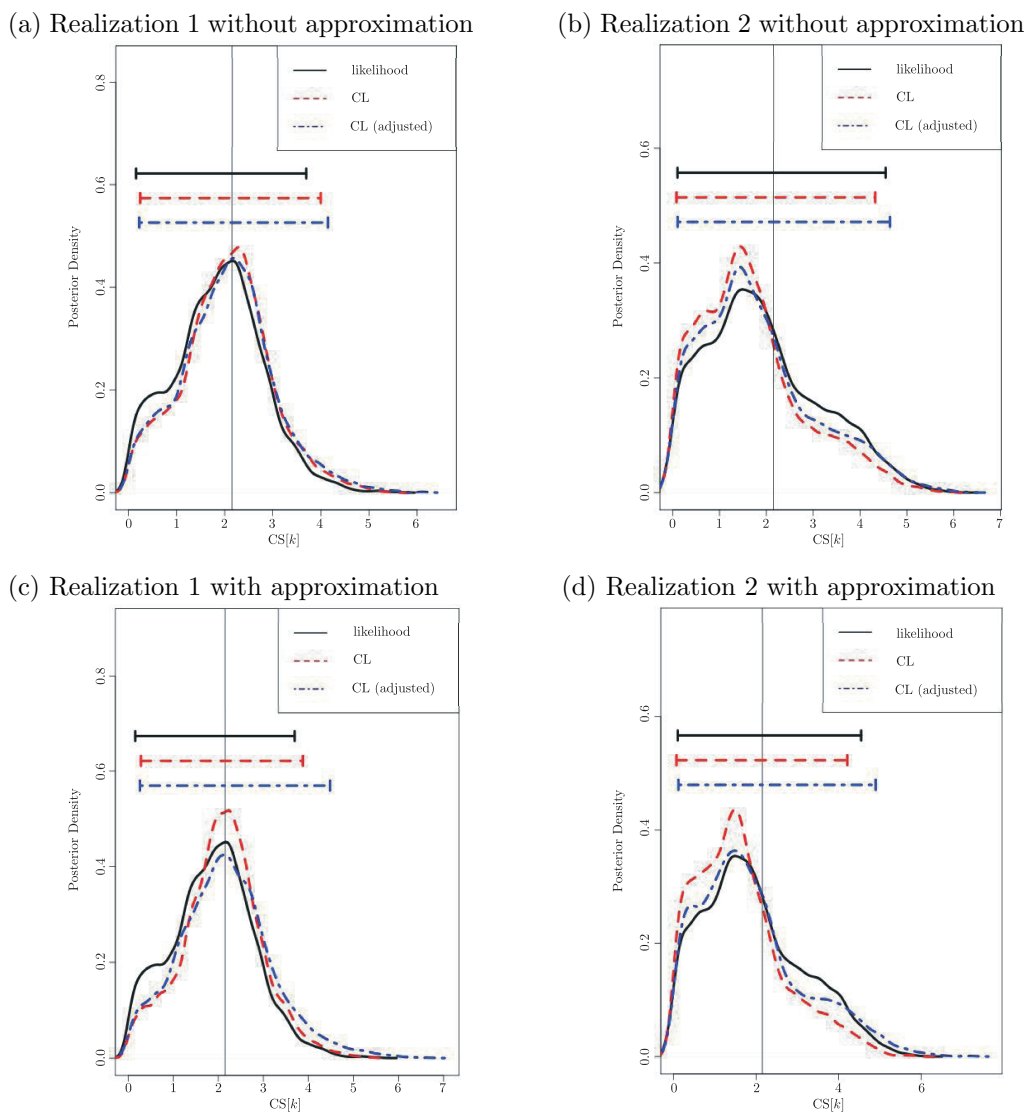 (a) Realization 1 without approximation
likelihood
CL
CL (adjusted)
Posterior Density
0.0
0.2
0.4
0.6
0.8
0 1 2 3 4 5 6
CS[k]
(b) Realization 2 without approximation
likelihood
CL
CL (adjusted)
Posterior Density
0.0
0.2
0.4
0.6
0 1 2 3 4 5 6 7
CS[k]
(c) Realization 1 with approximation
likelihood
CL
CL (adjusted)
Posterior Density
0.0
0.2
0.4
0.6
0.8
0 1 2 3 4 5 6 7
CS[k]
(d) Realization 2 with approximation
likelihood
CL
CL (adjusted)
Posterior Density
0.0
0.2
0.4
0.6
0 2 4 6
CS[k]